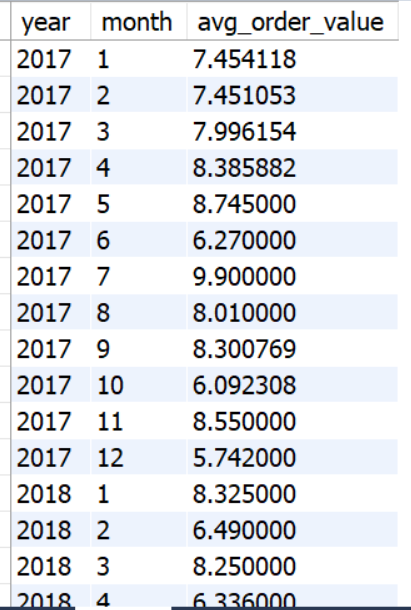 year month avg_order_value
2017 1 7.454118
2017 2 7.451053
2017 3 7.996154
2017 4 8.385882
2017 5 8.745000
2017 6 6.270000
2017 7 9.900000
2017 8 8.010000
2017 9 8.300769
2017 10 6.092308
2017 11 8.550000
2017 12 5.742000
2018 1 8.325000
2018 2 6.490000
2018 3 8.250000
2018 4 6.336000